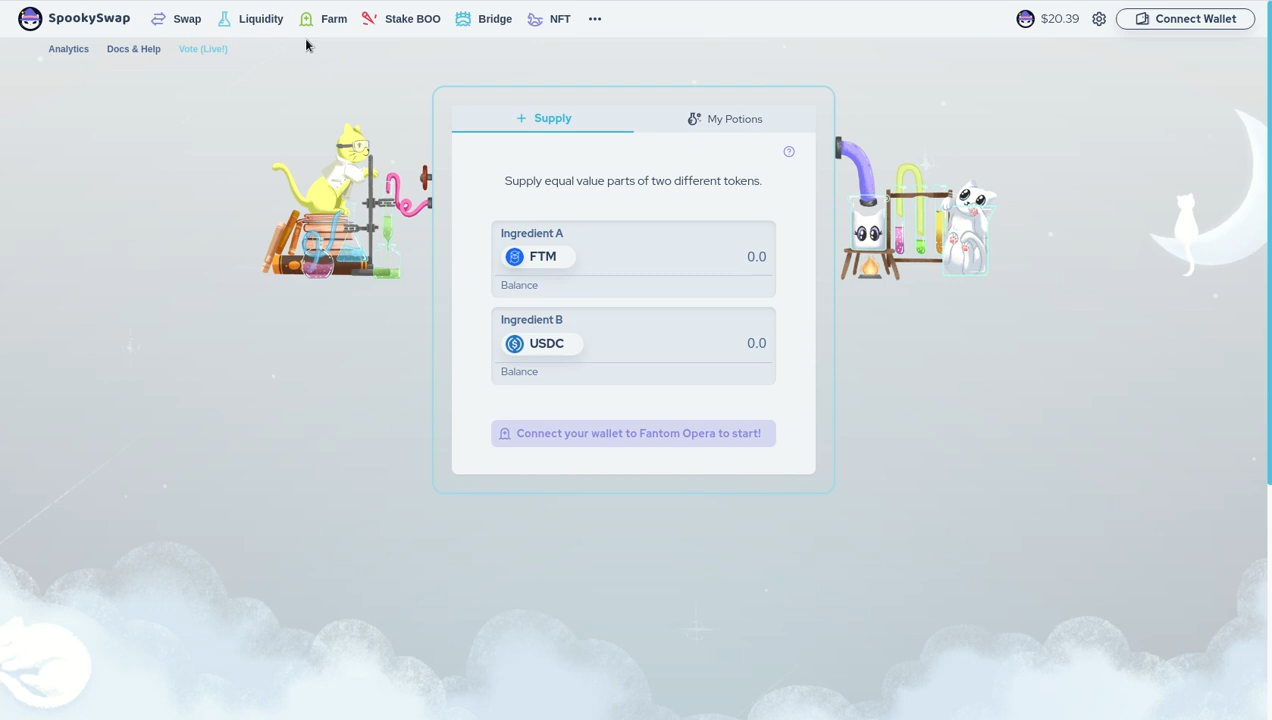 SpookySwap Swap Liquidity Farm Stake BOO Bridge NFT $20.39 Connect Wallet
Analytics Docs & Help Vote (Live!)
+ Supply My Potions
Supply equal value parts of two different tokens.
Ingredient A
FTM 0.0
Balance
Ingredient B
USDC 0.0
Balance
Connect your wallet to Fantom Opera to start!